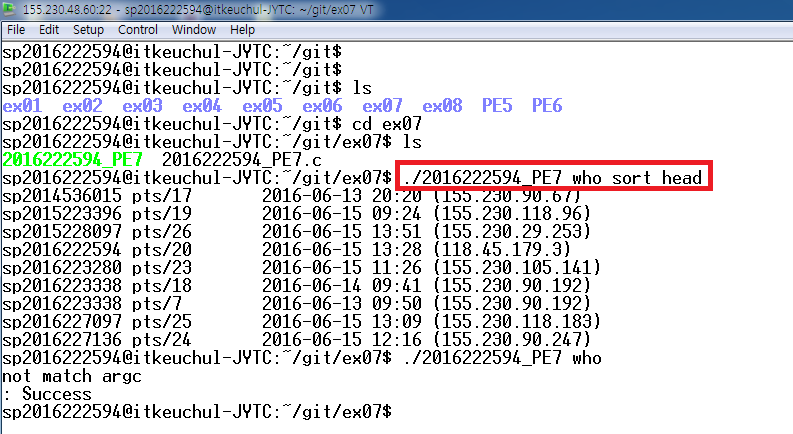 155.230.48.60:22 - sp2016222594@itkeuchul-JYTC: ~/git/ex07 VT
File Edit Setup Control Window Help
sp2016222594@itkeuchul-JYTC:~/git$
sp2016222594@itkeuchul-JYTC:~/git$
sp2016222594@itkeuchul-JYTC:~/git$ ls
ex01 ex02 ex03 ex04 ex05 ex06 ex07 ex08 PE5 PE6
sp2016222594@itkeuchul-JYTC:~/git$ cd ex07
sp2016222594@itkeuchul-JYTC:~/git/ex07$ ls
2016222594_PE7 2016222594_PE7.c
sp2016222594@itkeuchul-JYTC:~/git/ex07$ ./2016222594_PE7 who sort head
sp2014536015 pts/17 2016-06-13 20:20 (155.230.90.67)
sp2015223396 pts/19 2016-06-15 09:24 (155.230.118.96)
sp2015228097 pts/26 2016-06-15 13:51 (155.230.29.253)
sp2016222594 pts/20 2016-06-15 13:28 (118.45.179.3)
sp2016223280 pts/23 2016-06-15 11:26 (155.230.105.141)
sp2016223338 pts/18 2016-06-14 09:41 (155.230.90.192)
sp2016223338 pts/7 2016-06-13 09:50 (155.230.90.192)
sp2016227097 pts/25 2016-06-15 13:09 (155.230.118.183)
sp2016227136 pts/24 2016-06-15 12:16 (155.230.90.247)
sp2016222594@itkeuchul-JYTC:~/git/ex07$ ./2016222594_PE7 who
not match argc
: Success
sp2016222594@itkeuchul-JYTC:~/git/ex07$